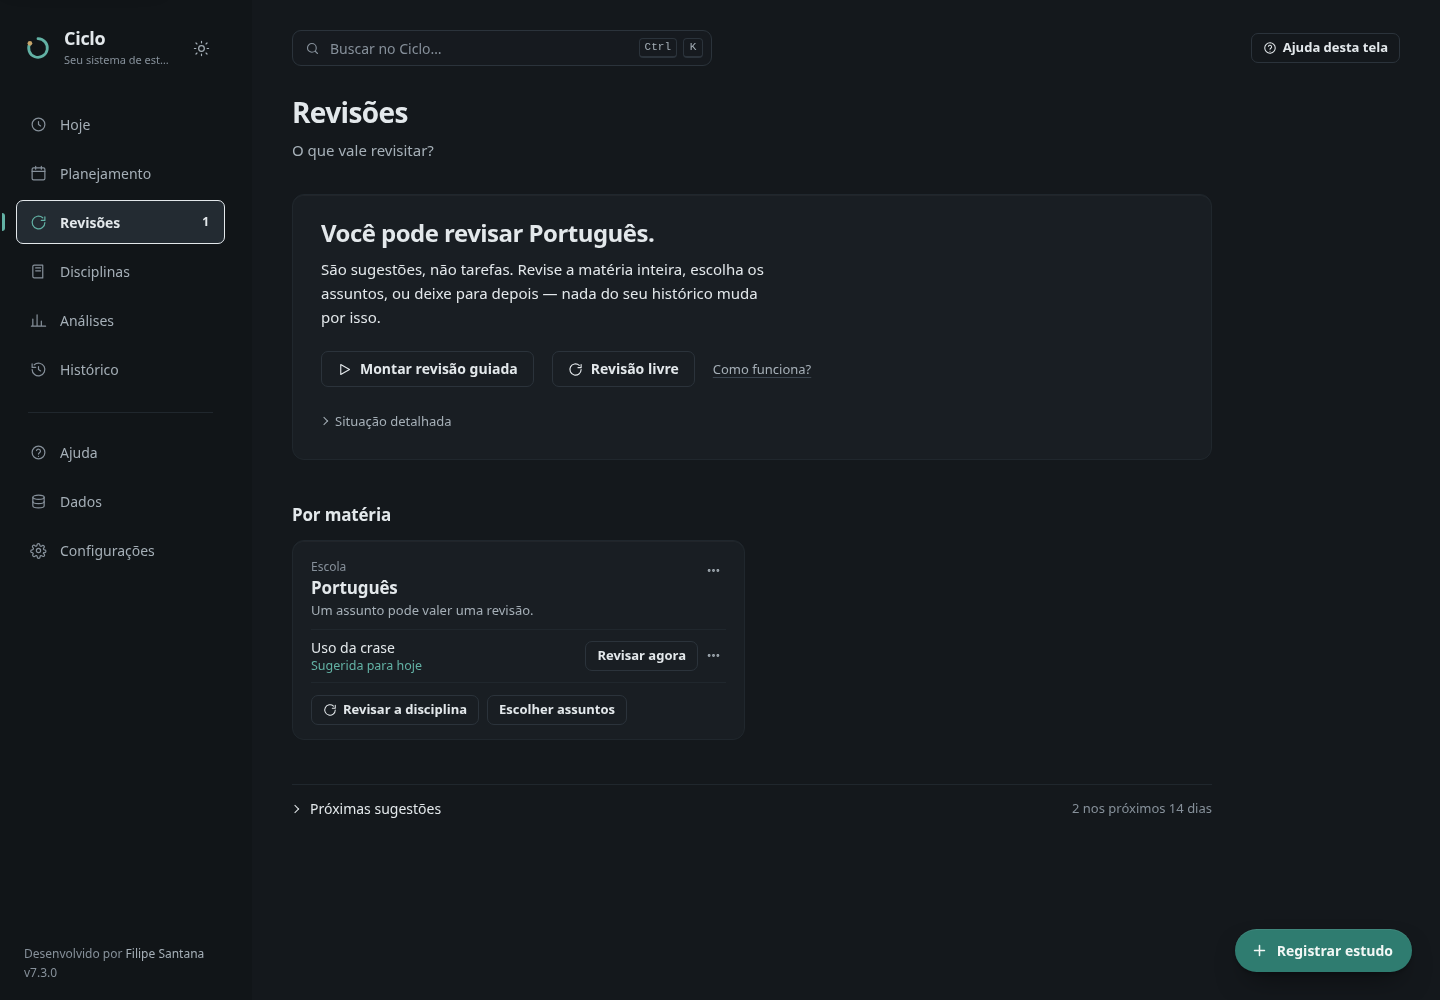 Ciclo
Seu sistema de est...
Buscar no Ciclo...
Ctrl K
Ajuda desta tela
Hoje
Planejamento
Revisões 1
Disciplinas
Análises
Histórico
Ajuda
Dados
Configurações
Desenvolvido por Filipe Santana
v7.3.0
Revisões
O que vale revisitar?
Você pode revisar Português.
São sugestões, não tarefas. Revise a matéria inteira, escolha os
assuntos, ou deixe para depois — nada do seu histórico muda
por isso.
Montar revisão guiada
Revisão livre
Como funciona?
Situação detalhada
Por matéria
Escola
Português
Um assunto pode valer uma revisão.
Uso da crase
Sugerida para hoje
Revisar agora
Revisar a disciplina
Escolher assuntos
Próximas sugestões
2 nos próximos 14 dias
Registrar estudo